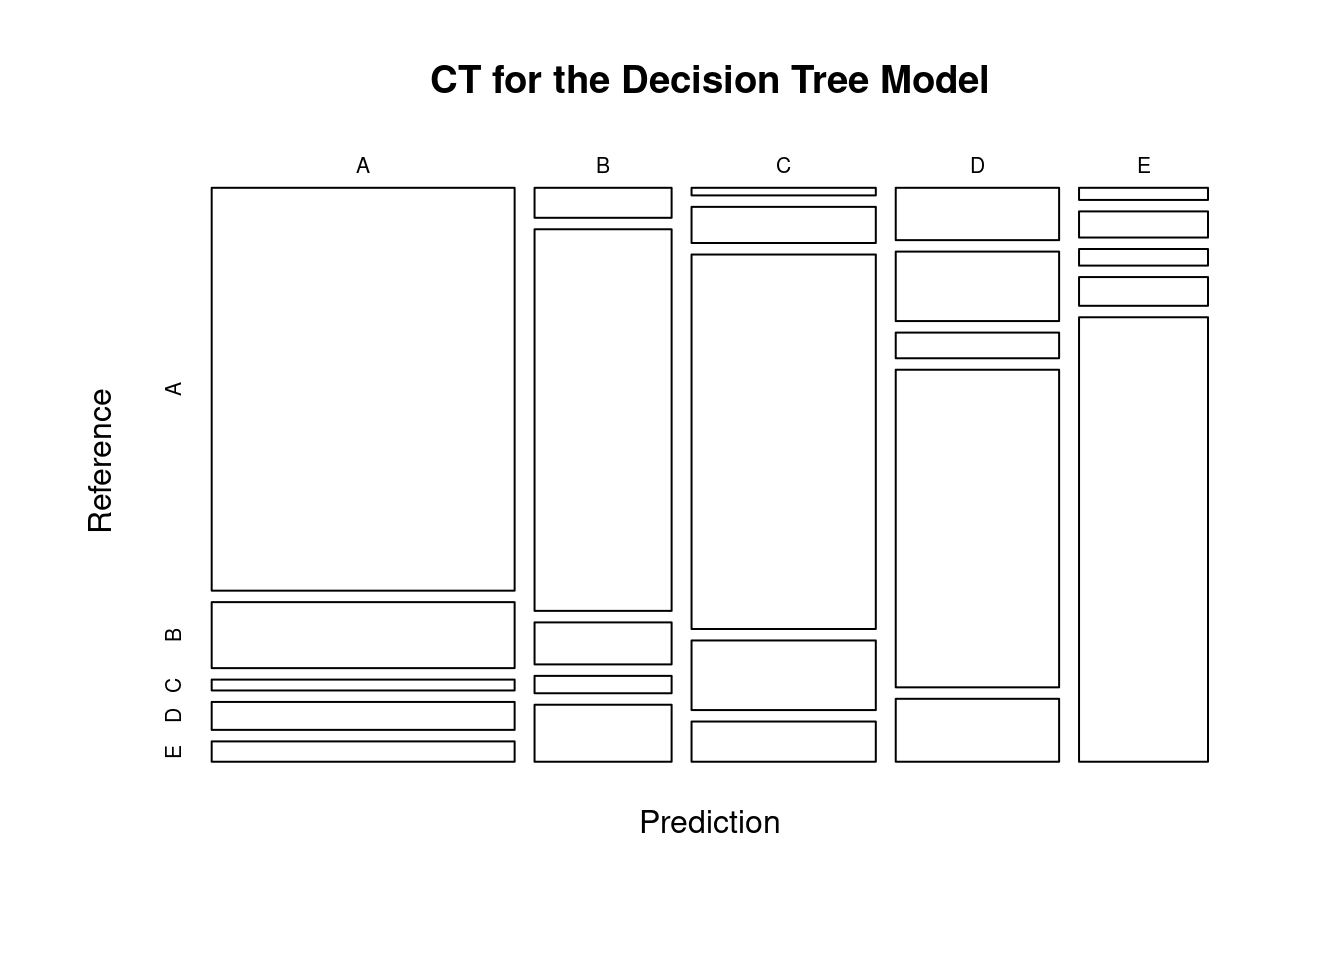 CT for the Decision Tree Model
A B C D E
Reference
A
B
C
D
E
Prediction